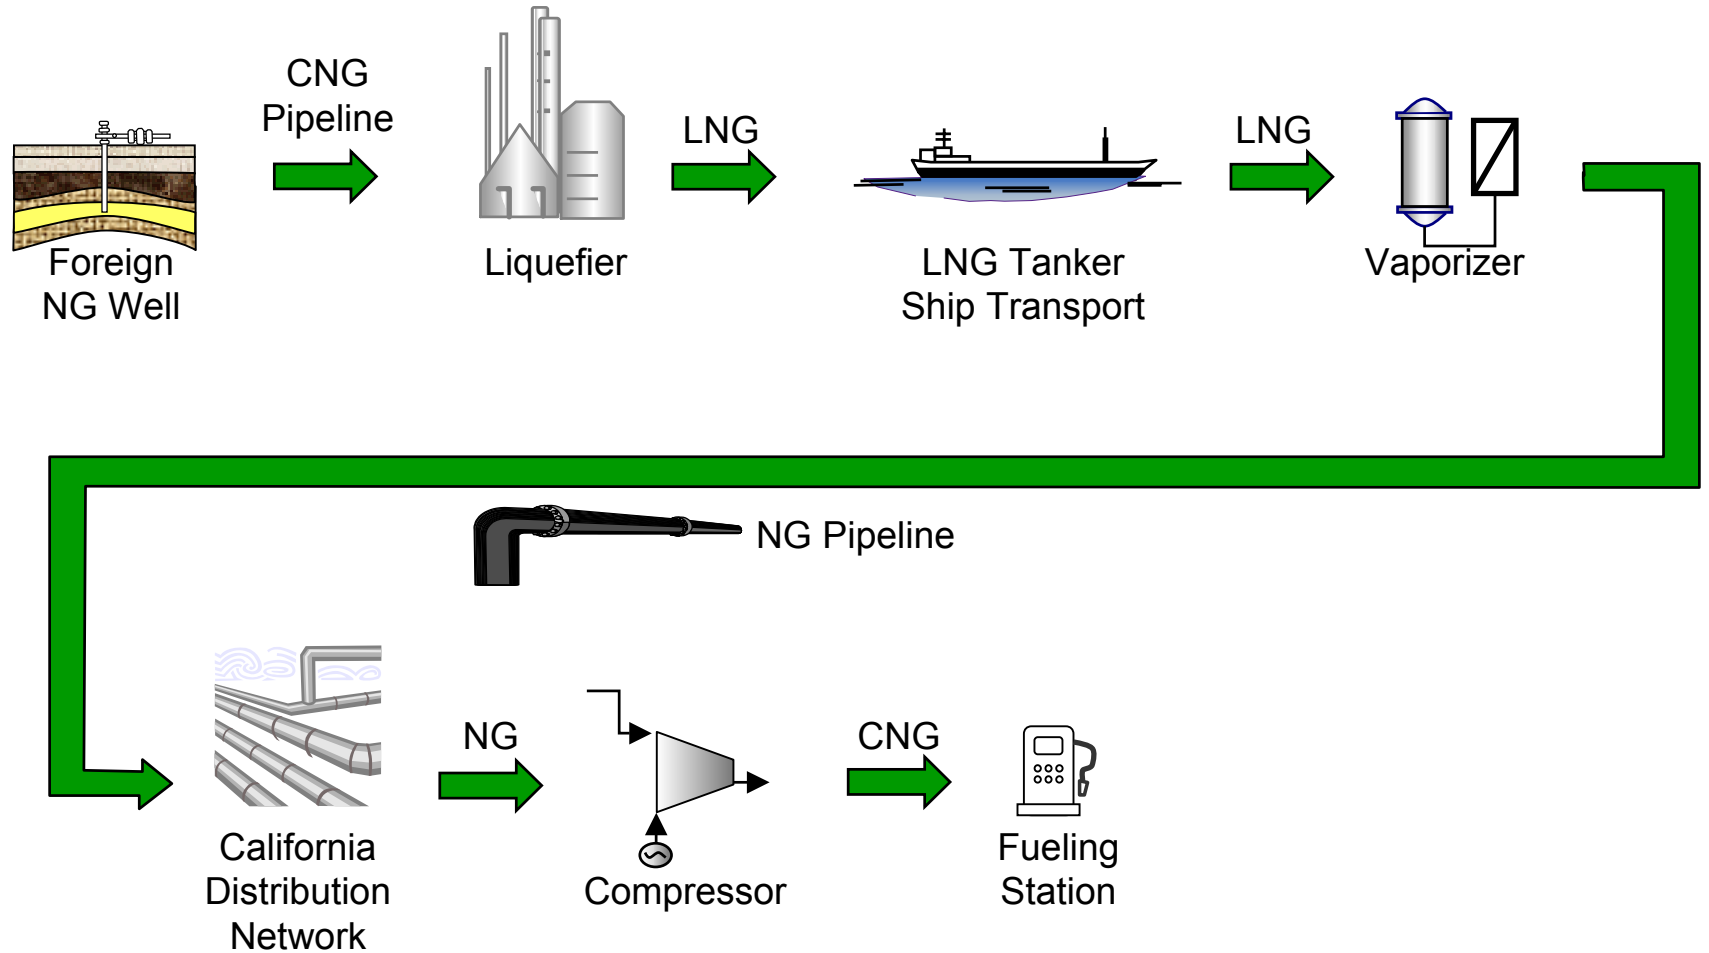 CNG
Pipeline
LNG
LNG
Foreign
NG Well
Liquefier
LNG Tanker
Ship Transport
Vaporizer
NG Pipeline
NG
CNG
California
Distribution
Network
Compressor
Fueling
Station